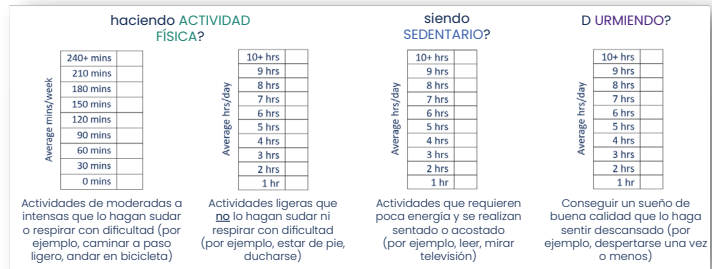 haciendo ACTIVIDAD
FÍSICA?
Average mins/week
240+ mins
210 mins
180 mins
150 mins
120 mins
90 mins
60 mins
30 mins
0 mins
Actividades de moderadas a
intensas que lo hagan sudar
o respirar con dificultad (por
ejemplo, caminar a paso
ligero, andar en bicicleta)
Average hrs/day
10+ hrs
9 hrs
8 hrs
7 hrs
6 hrs
5 hrs
4 hrs
3 hrs
2 hrs
1 hr
Actividades ligeras que
no lo hagan sudar ni
respirar con dificultad
(por ejemplo, estar de pie,
ducharse)
siendo
SEDENTARIO?
Average hrs/day
10+ hrs
9 hrs
8 hrs
7 hrs
6 hrs
5 hrs
4 hrs
3 hrs
2 hrs
1 hr
Actividades que requieren
poca energía y se realizan
sentado o acostado
(por ejemplo, leer, mirar
televisión)
D URMIENDO?
Average hrs/day
10+ hrs
9 hrs
8 hrs
7 hrs
6 hrs
5 hrs
4 hrs
3 hrs
2 hrs
1 hr
Conseguir un sueño de
buena calidad que lo haga
sentir descansado (por
ejemplo, despertarse una vez
o menos)